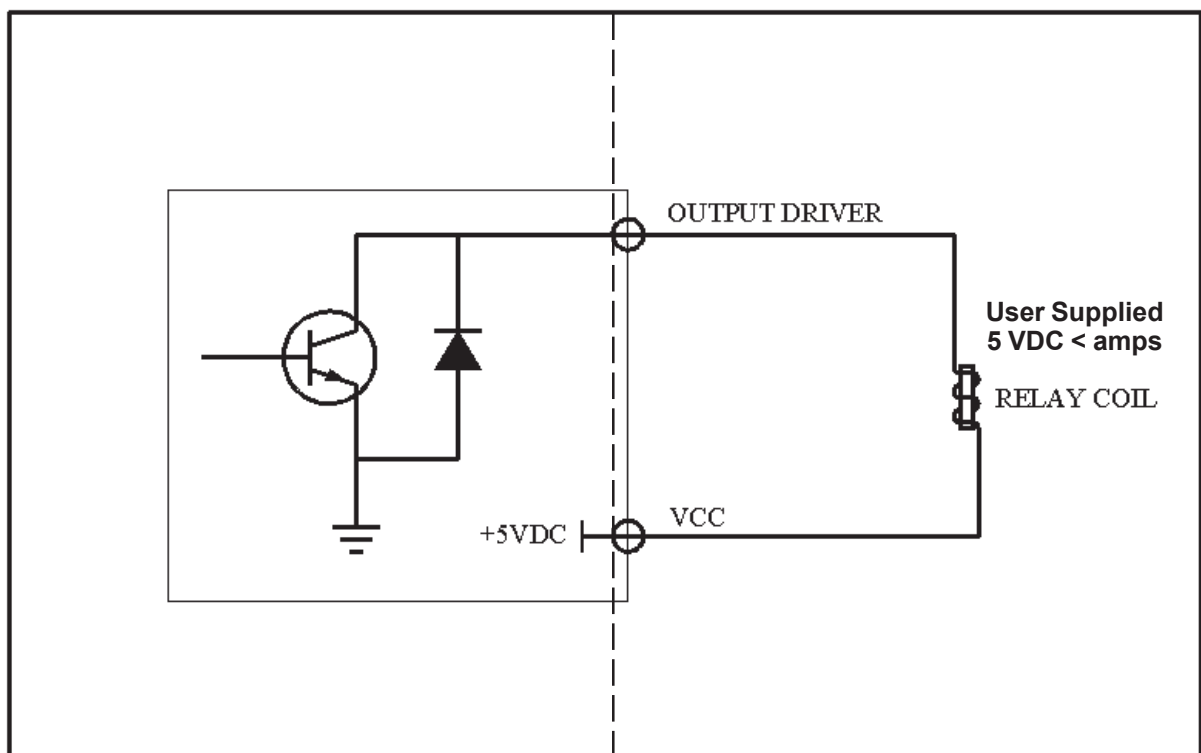 OUTPUT DRIVER
User Supplied
5 VDC < amps
RELAY COIL
VCC
+5VDC